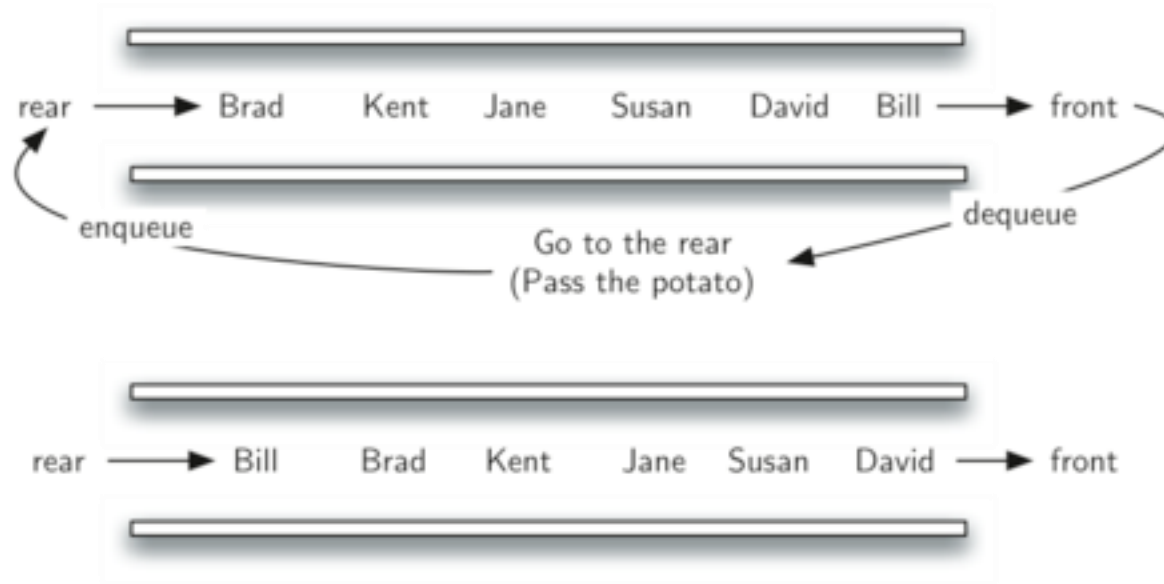 rear Brad Kent Jane Susan David Bill front
enqueue dequeue
Go to the rear
(Pass the potato)
rear Bill Brad Kent Jane Susan David front